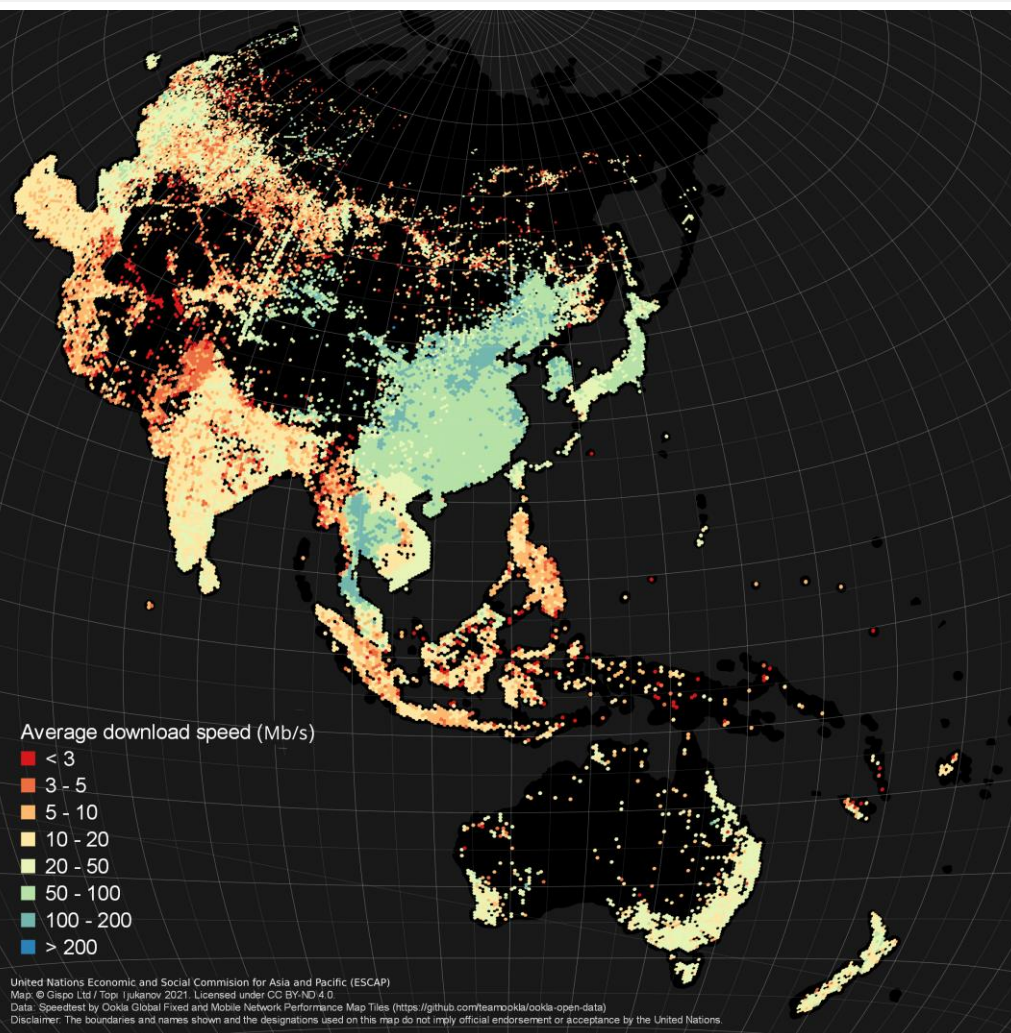 Average download speed (Mb/s)
< 3
3 - 5
5 - 10
10 - 20
20 - 50
50 - 100
100 - 200
> 200
United Nations Economic and Social Commision for Asia and Pacific (ESCAP)
Map: © Gispo Ltd / Topi Tjukanov 2021. Licensed under CC BY-ND 4.0.
Data: Speedtest by Ookla Global Fixed and Mobile Network Performance Map Tiles (https://github.com/teamookla/ookla-open-data)
Disclaimer: The boundaries and names shown and the designations used on this map do not imply official endorsement or acceptance by the United Nations.